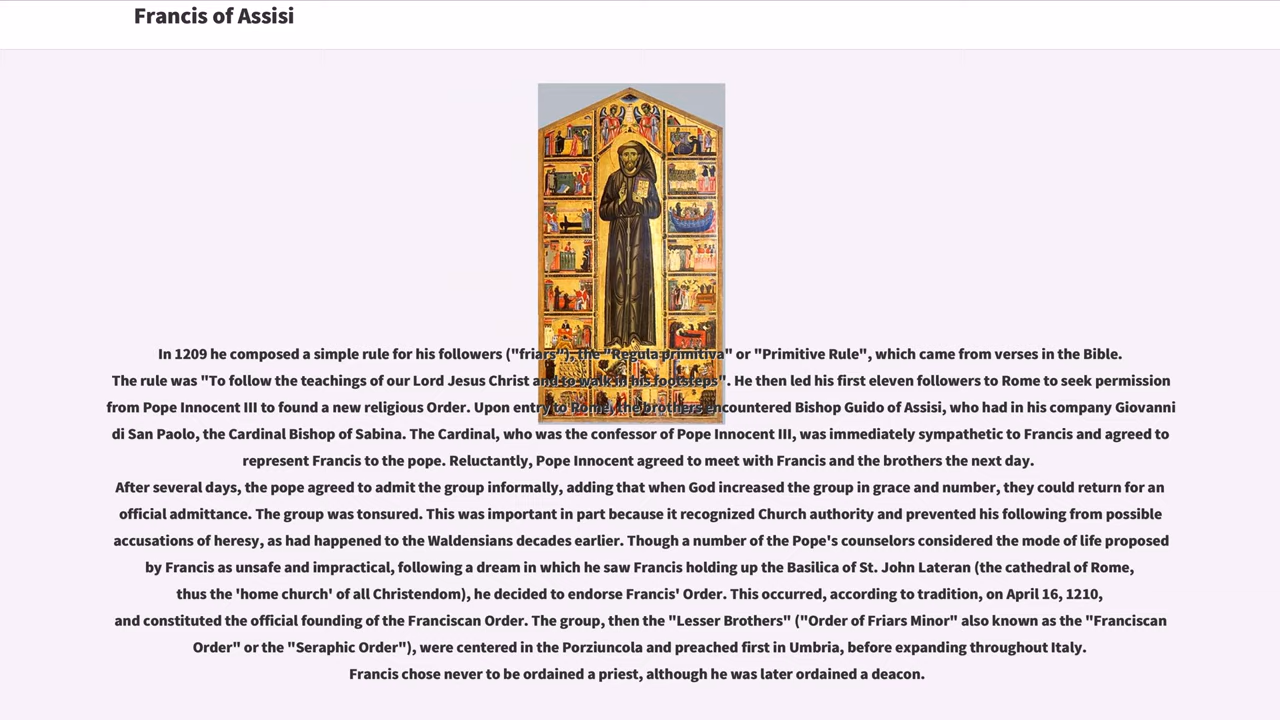 Francis of Assisi
In 1209 he composed a simple rule for his followers ("friars"), the "Regula primitiva" or "Primitive Rule", which came from verses in the Bible.
The rule was "To follow the teachings of our Lord Jesus Christ and to walk in his footsteps". He then led his first eleven followers to Rome to seek permission
from Pope Innocent III to found a new religious Order. Upon entry to Rome, the brothers encountered Bishop Guido of Assisi, who had in his company Giovanni
di San Paolo, the Cardinal Bishop of Sabina. The Cardinal, who was the confessor of Pope Innocent III, was immediately sympathetic to Francis and agreed to
represent Francis to the pope. Reluctantly, Pope Innocent agreed to meet with Francis and the brothers the next day.
After several days, the pope agreed to admit the group informally, adding that when God increased the group in grace and number, they could return for an
official admittance. The group was tonsured. This was important in part because it recognized Church authority and prevented his following from possible
accusations of heresy, as had happened to the Waldensians decades earlier. Though a number of the Pope's counselors considered the mode of life proposed
by Francis as unsafe and impractical, following a dream in which he saw Francis holding up the Basilica of St. John Lateran (the cathedral of Rome,
thus the 'home church' of all Christendom), he decided to endorse Francis' Order. This occurred, according to tradition, on April 16, 1210,
and constituted the official founding of the Franciscan Order. The group, then the "Lesser Brothers" ("Order of Friars Minor" also known as the "Franciscan
Order" or the "Seraphic Order"), were centered in the Porziuncola and preached first in Umbria, before expanding throughout Italy.
Francis chose never to be ordained a priest, although he was later ordained a deacon.